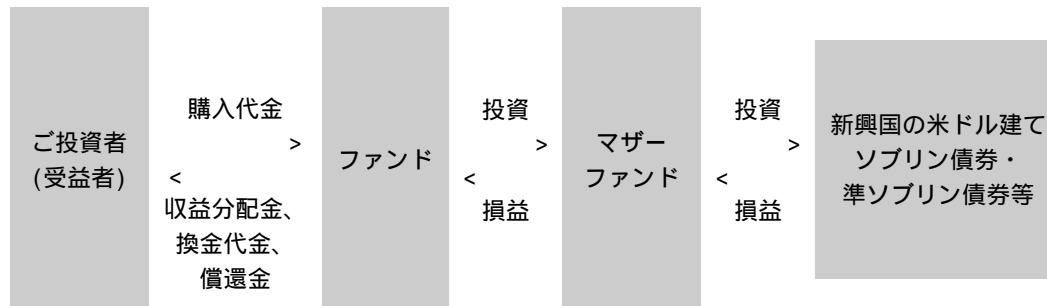 ご投資者
(受益者)
購入代金
>
<
収益分配金、
換金代金、
償還金
ファンド
投資
>
<
損益
マザー
ファンド
投資
>
<
損益
新興国の米ドル建て
ソブリン債券・
準ソブリン債券等